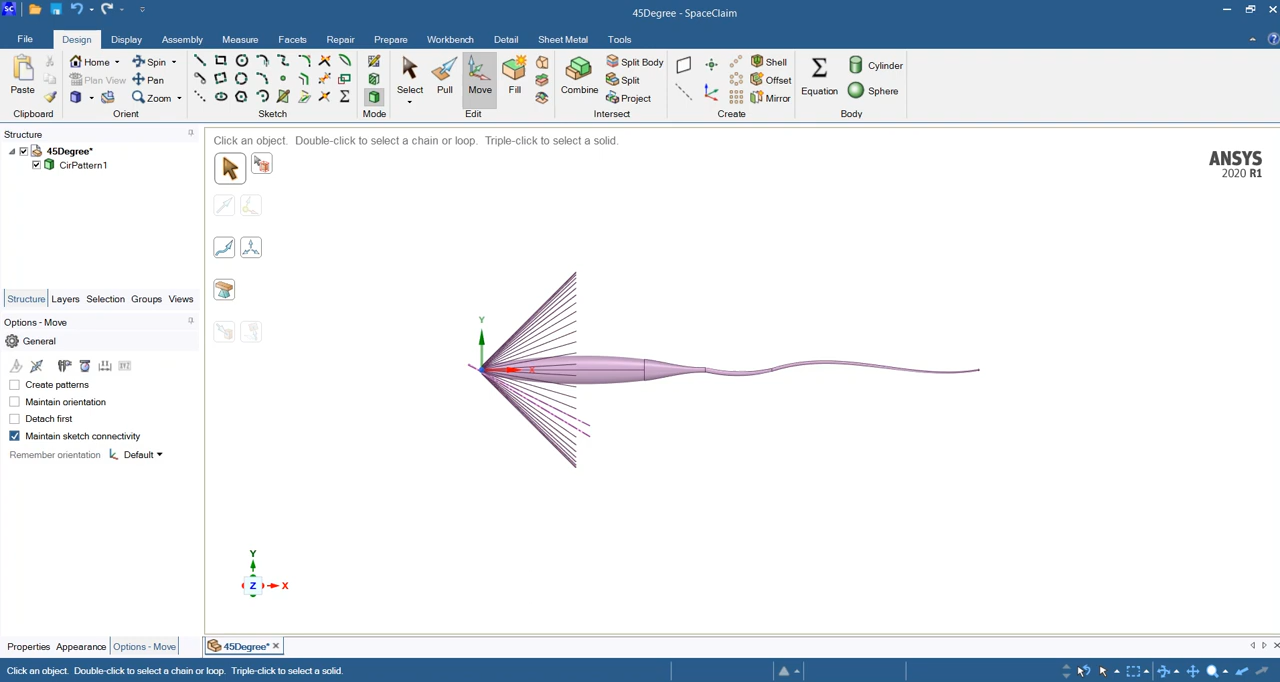 45Degree - SpaceClaim
File Design Display Assembly Measure Facets Repair Prepare Workbench Detail Sheet Metal Tools
Paste
Clipboard
Home Spin
Plan View Pan
Zoom
Orient
Sketch
Mode
Select Pull Move Fill
Edit
Combine
Split Body
Split
Project
Intersect
Shell
Offset
Mirror
Create
Equation
Cylinder
Sphere
Body
Structure
45Degree*
CirPattern1
Structure Layers Selection Groups Views
Options - Move
General
Create patterns
Maintain orientation
Detach first
Maintain sketch connectivity
Remember orientation Default
Properties Appearance Options - Move
Click an object. Double-click to select a chain or loop. Triple-click to select a solid.
ANSYS
2020 R1
Y
X
Y
Z
X
45Degree*
Click an object. Double-click to select a chain or loop. Triple-click to select a solid.